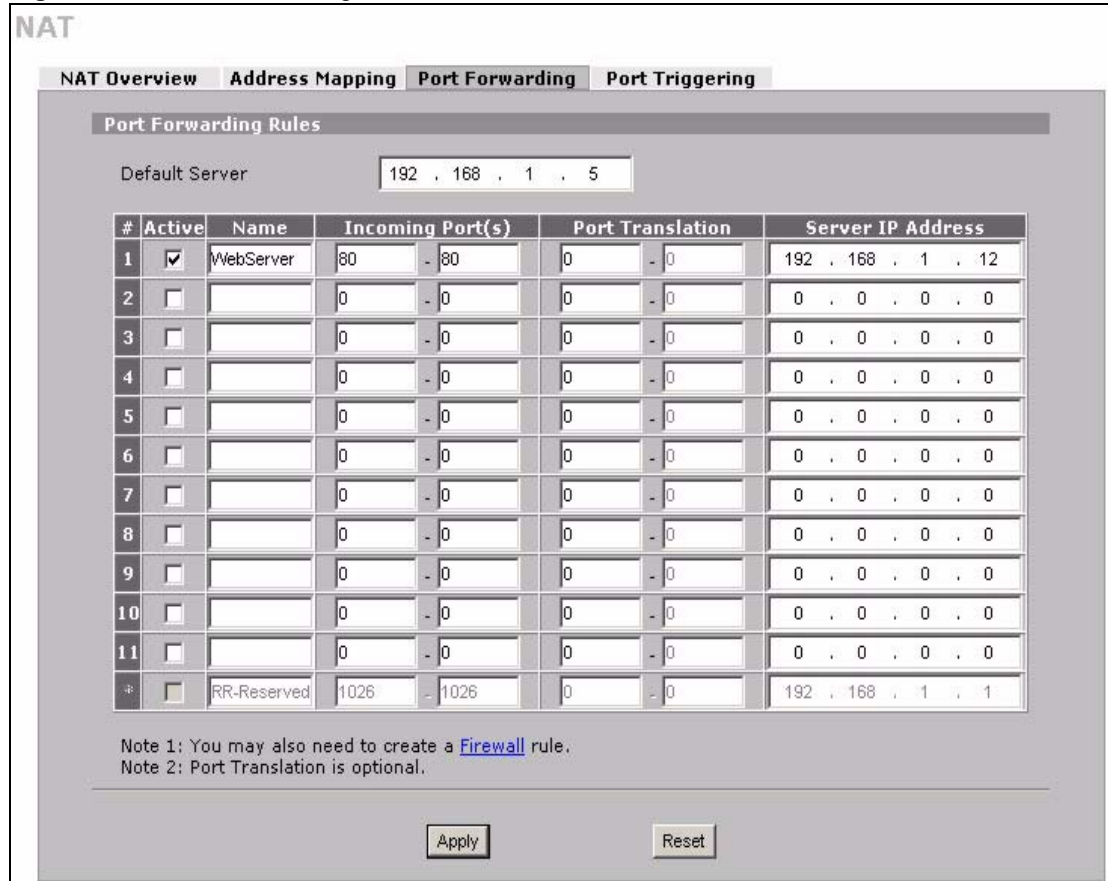 NAT
NAT Overview Address Mapping Port Forwarding Port Triggering
Port Forwarding Rules
Default Server 192 . 168 . 1 . 5
# Active Name Incoming Port(s) Port Translation Server IP Address
1 WebServer 80 - 80 0 - 0 192 . 168 . 1 . 12
2 0 - 0 0 - 0 0 . 0 . 0 . 0
3 0 - 0 0 - 0 0 . 0 . 0 . 0
4 0 - 0 0 - 0 0 . 0 . 0 . 0
5 0 - 0 0 - 0 0 . 0 . 0 . 0
6 0 - 0 0 - 0 0 . 0 . 0 . 0
7 0 - 0 0 - 0 0 . 0 . 0 . 0
8 0 - 0 0 - 0 0 . 0 . 0 . 0
9 0 - 0 0 - 0 0 . 0 . 0 . 0
10 0 - 0 0 - 0 0 . 0 . 0 . 0
11 0 - 0 0 - 0 0 . 0 . 0 . 0
* RR-Reserved 1026 - 1026 0 - 0 192 . 168 . 1 . 1
Note 1: You may also need to create a Firewall rule.
Note 2: Port Translation is optional.
Apply Reset